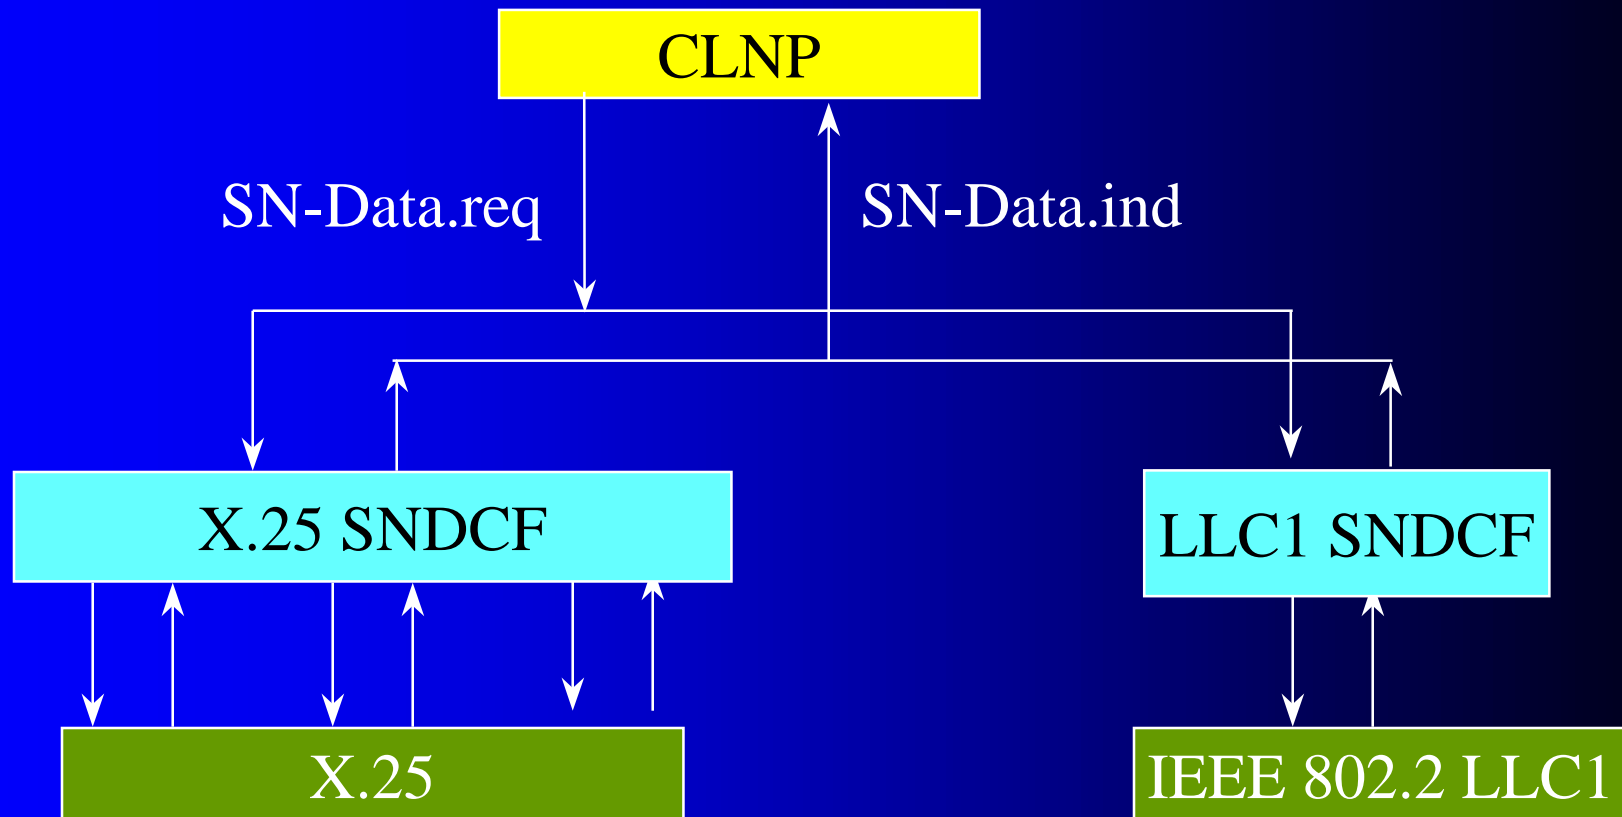 CLNP
SN-Data.req
SN-Data.ind
X.25 SNDCF
LLC1 SNDCF
X.25
IEEE 802.2 LLC1